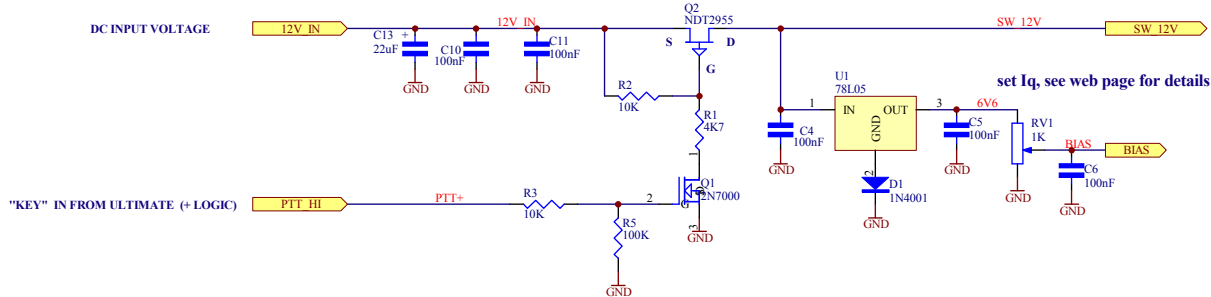 Q2
NDT2955
DC INPUT VOLTAGE
12V_IN
12V_IN
SW_12V
SW_12V
S
D
G
C13
22uF
+
C10
100nF
C11
100nF
GND
GND
GND
R2
10K
R1
4K7
U1
78L05
set Iq, see web page for details
1
IN
OUT
GND
3
6V6
C4
100nF
GND
C5
100nF
GND
RV1
1K
GND
BIAS
BIAS
C6
100nF
GND
2
D1
1N4001
GND
1
Q1
2N7000
D
G
2
3
GND
"KEY" IN FROM ULTIMATE (+ LOGIC)
PTT_HI
PTT+
R3
10K
R5
100K
GND